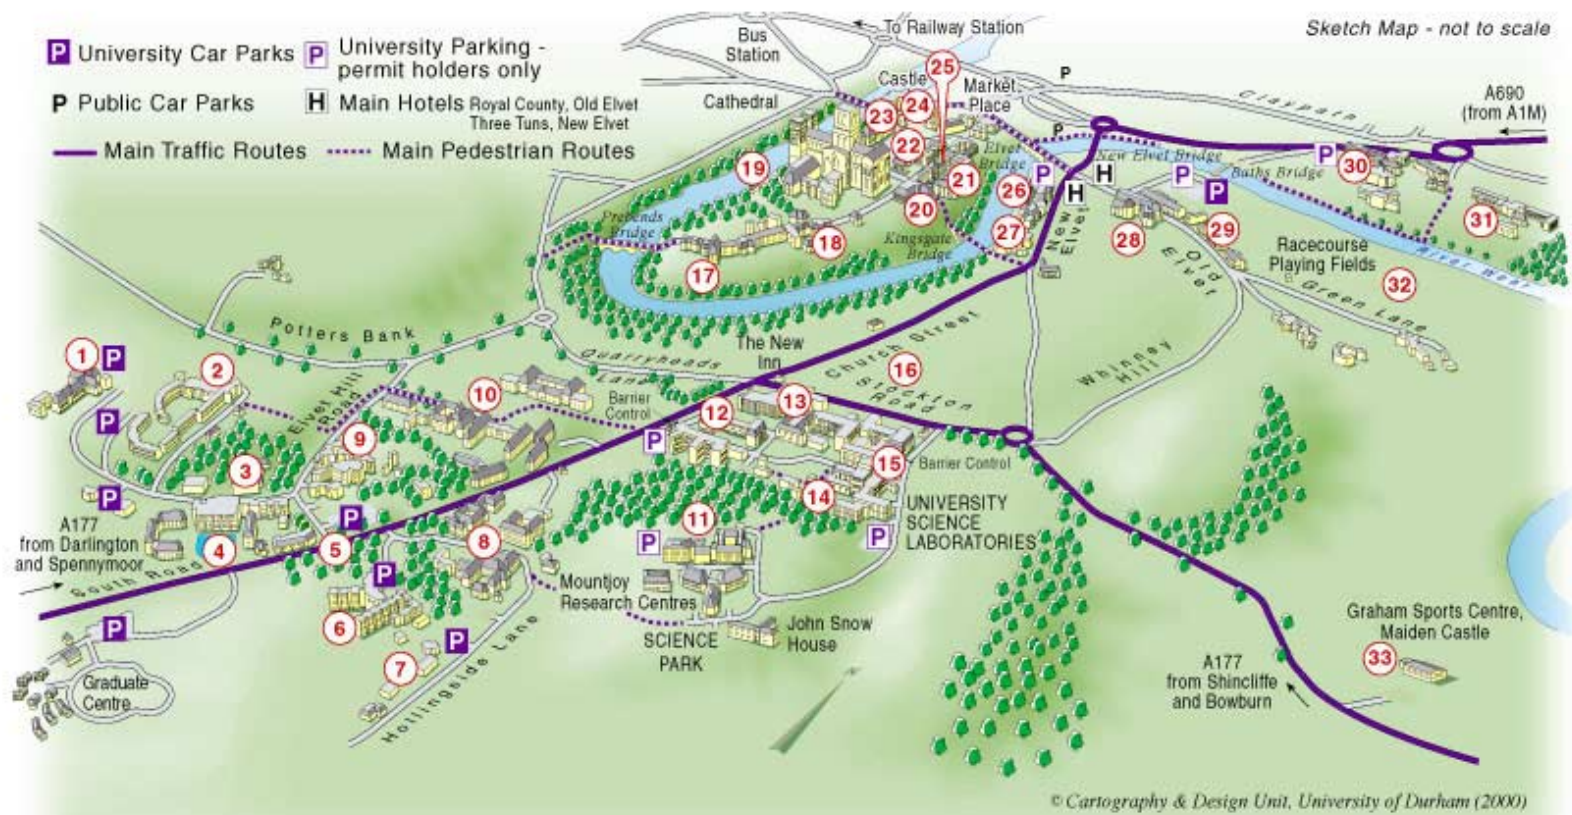 Sketch Map - not to scale
P University Car Parks
P University Parking -
permit holders only
P Public Car Parks
H Main Hotels Royal County, Old Elvet
Three Tuns, New Elvet
Main Traffic Routes
Main Pedestrian Routes
To Railway Station
Bus
Station
25
Castle
Market
Place
P
Claypath
A690
(from A1M)
Cathedral
23
24
22
P
Elvet
Bridge
New Elvet Bridge
Baths Bridge
P
30
19
21
26
P
H
H
P
P
31
20
Prebends
Bridge
18
Kingsgate
Bridge
27
New
Elvet
28
29
Old
Elvet
Racecourse
Playing Fields
River Wear
17
32
Green Lane
Potters Bank
The New
Inn
Church Street
Quarryheads
Lane
Whinney
Hill
1
P
2
16
Stockton
Road
10
Barrier
Control
12
13
P
Elvet Hill
Road
9
P
3
15
Barrier Control
14
P
11
UNIVERSITY
SCIENCE
LABORATORIES
P
P
A177
from Darlington
and Spennymoor
South Road
4
P
5
8
P
Mountjoy
Research Centres
P
6
P
7
P
Hollingside Lane
SCIENCE
PARK
John Snow
House
Graduate
Centre
Graham Sports Centre,
Maiden Castle
33
A177
from Shincliffe
and Bowburn
© Cartography & Design Unit, University of Durham (2000)